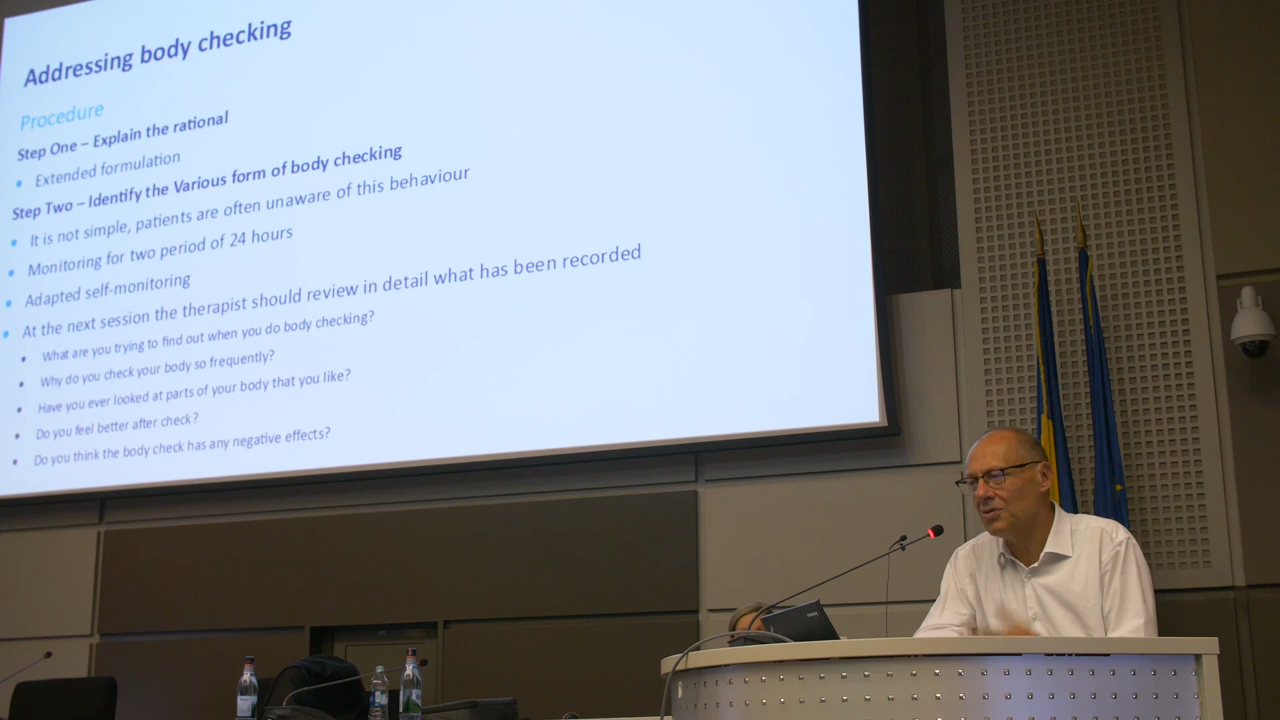 Addressing body checking
Procedure
Step One – Explain the rational
• Extended formulation
Step Two – Identify the Various form of body checking
• It is not simple, patients are often unaware of this behaviour
• Monitoring for two period of 24 hours
• Adapted self-monitoring
• At the next session the therapist should review in detail what has been recorded
• What are you trying to find out when you do body checking?
• Why do you check your body so frequently?
• Have you ever looked at parts of your body that you like?
• Do you feel better after check?
• Do you think the body check has any negative effects?